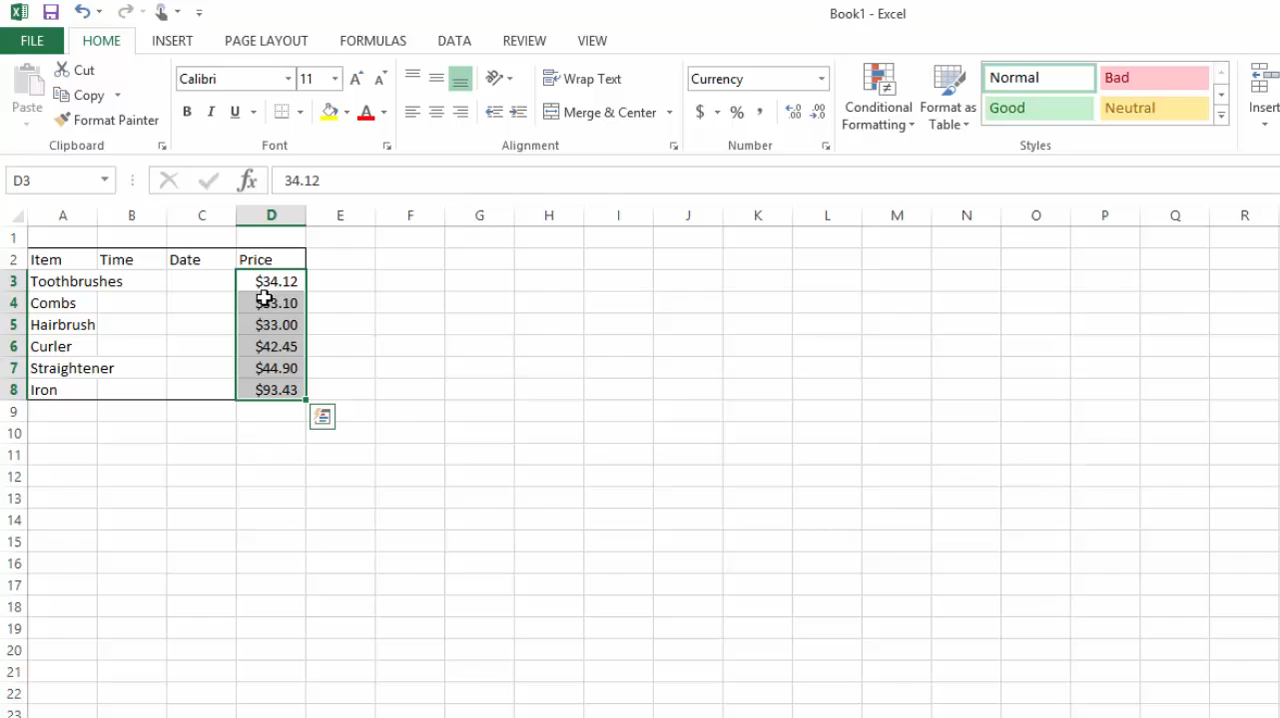 Book1 - Excel
FILE HOME INSERT PAGE LAYOUT FORMULAS DATA REVIEW VIEW
Paste
Cut
Copy
Format Painter
Clipboard
Calibri 11
B I U A
Font
Wrap Text
Merge & Center
Alignment
Currency
$ % ,
Number
Conditional Formatting
Format as Table
Normal Bad
Good Neutral
Styles
Insert
D3 fx 34.12
A B C D E F G H I J K L M N O P Q R
1
2 Item Time Date Price
3 Toothbrushes $34.12
4 Combs
5 Hairbrush $33.00
6 Curler $42.45
7 Straightener $44.90
8 Iron $93.43
9
10
11
12
13
14
15
16
17
18
19
20
21
22
23